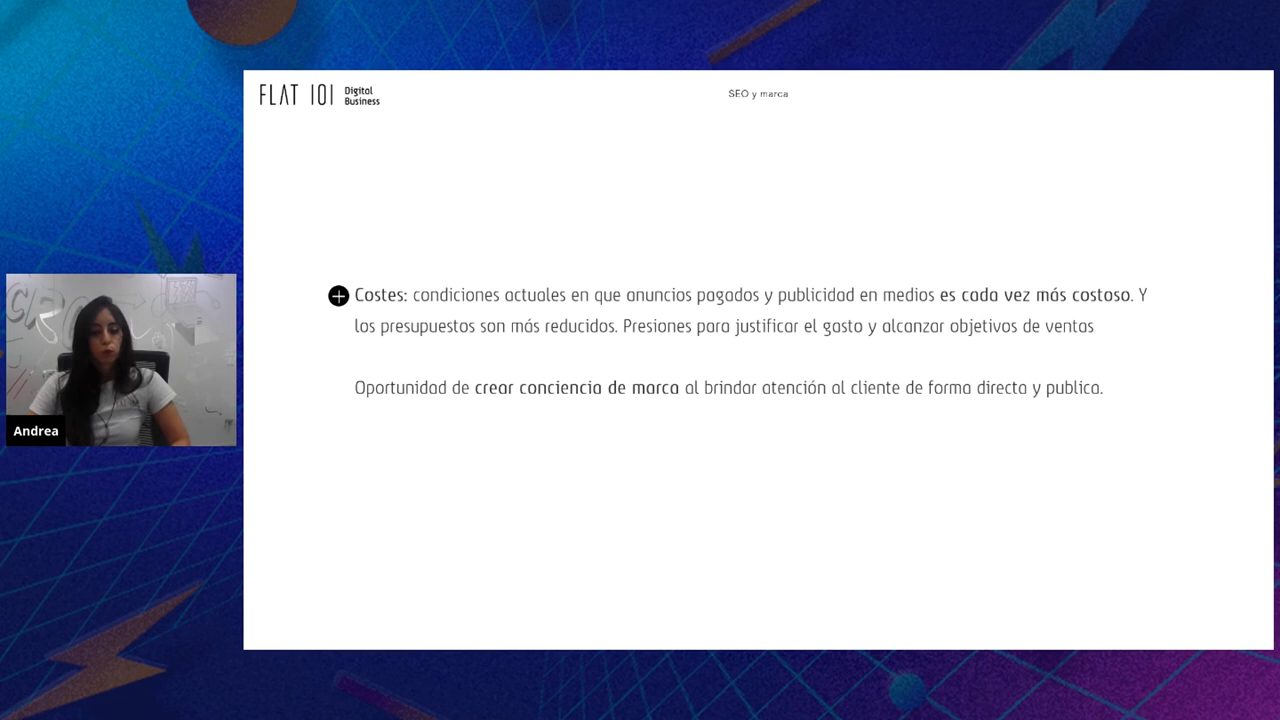 FLAT 101 Digital Business
SEO y marca
Costes: condiciones actuales en que anuncios pagados y publicidad en medios es cada vez más costoso. Y
los presupuestos son más reducidos. Presiones para justificar el gasto y alcanzar objetivos de ventas
Oportunidad de crear conciencia de marca al brindar atención al cliente de forma directa y publica.
Andrea